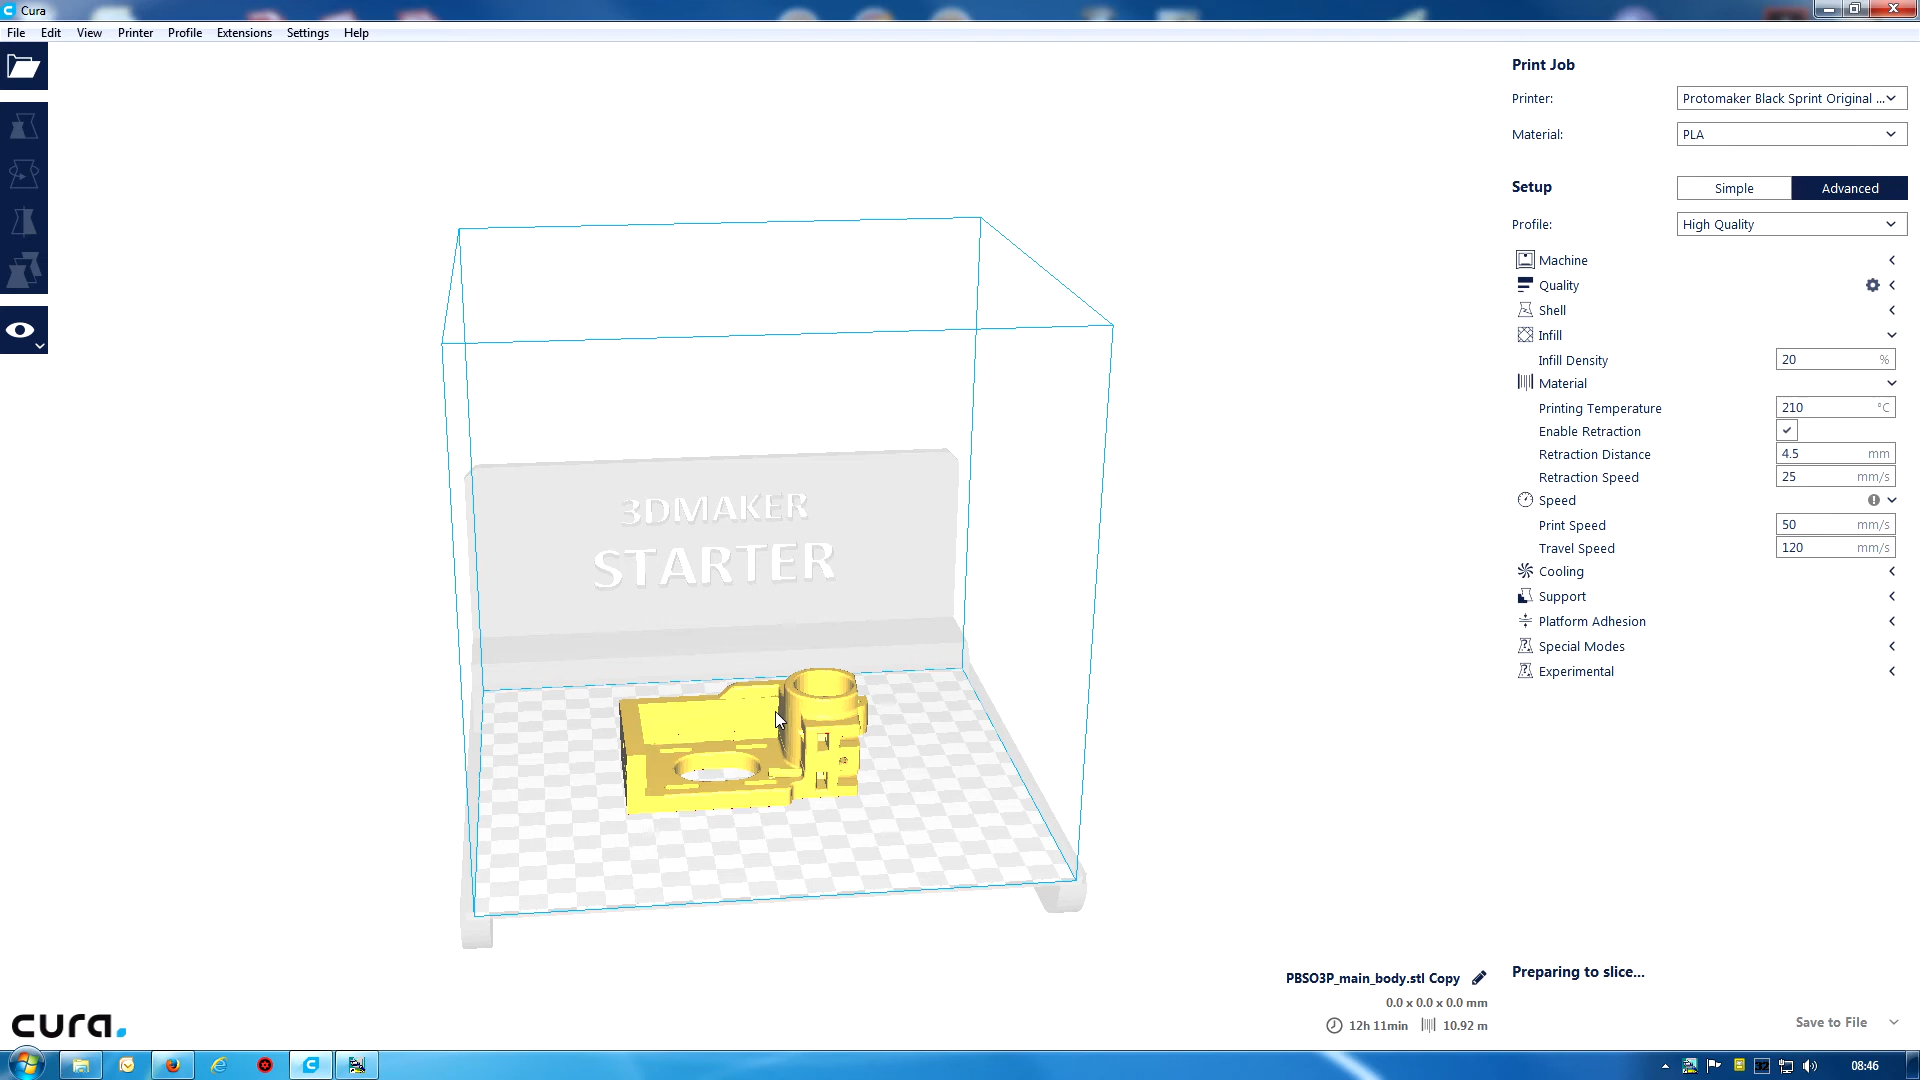 Cura
File Edit View Printer Profile Extensions Settings Help
Print Job
Printer: Protomaker Black Sprint Original ...
Material: PLA
Setup Simple Advanced
Profile: High Quality
Machine
Quality
Shell
Infill
Infill Density 20 %
Material
Printing Temperature 210 °C
Enable Retraction
Retraction Distance 4.5 mm
Retraction Speed 25 mm/s
Speed
Print Speed 50 mm/s
Travel Speed 120 mm/s
Cooling
Support
Platform Adhesion
Special Modes
Experimental
3DMAKER
STARTER
PBSO3P_main_body.stl Copy
0.0 x 0.0 x 0.0 mm
12h 11min 10.92 m
Preparing to slice...
Save to File
cura.
32
08:46